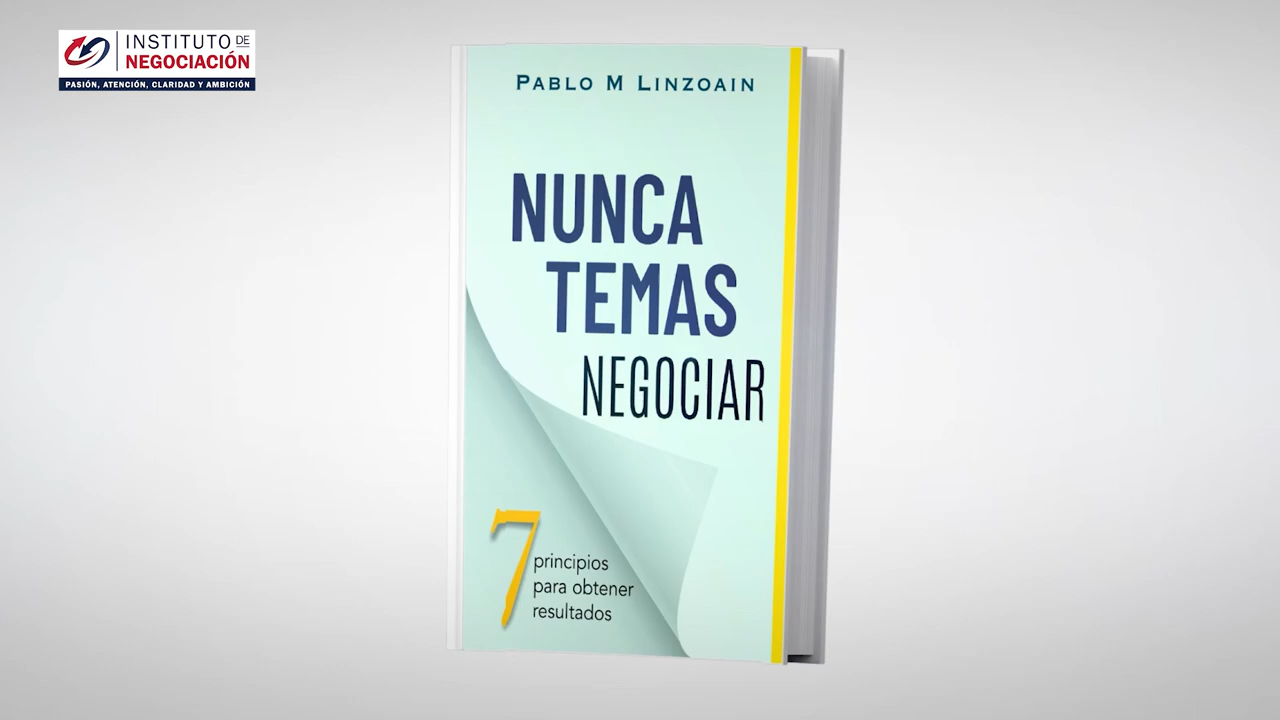 INSTITUTO DE
NEGOCIACIÓN
PASIÓN, ATENCIÓN, CLARIDAD Y AMBICIÓN
PABLO M LINZOAIN
NUNCA
TEMAS
NEGOCIAR
7 principios
para obtener
resultados